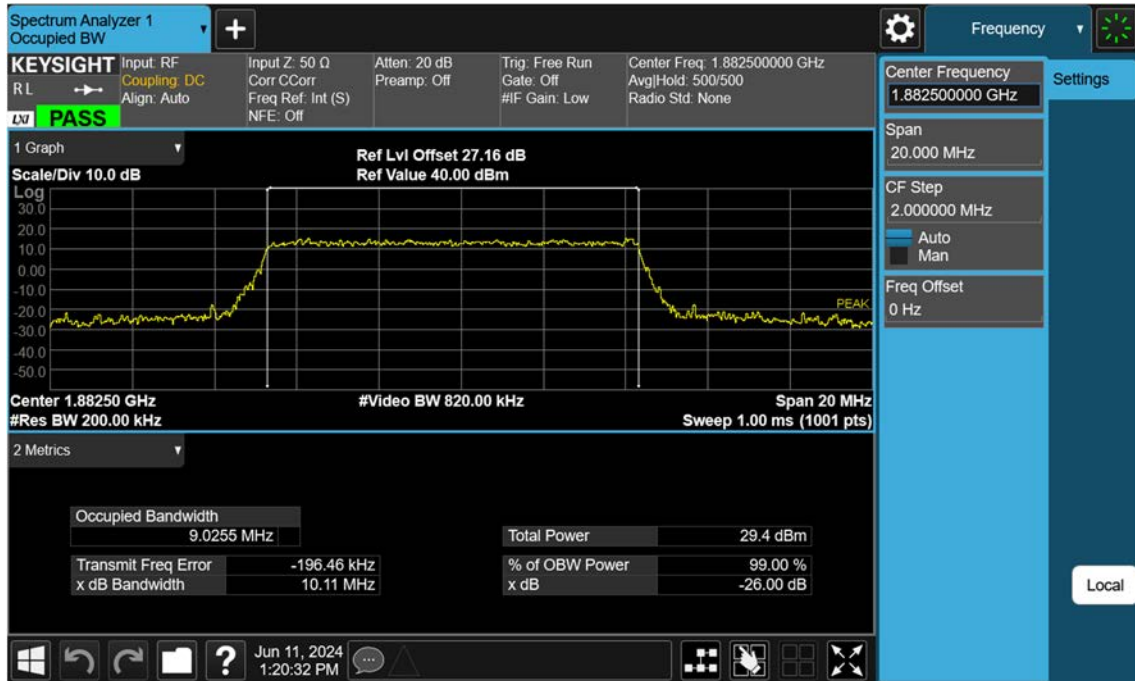 Spectrum Analyzer 1
Occupied BW
+
Frequency
KEYSIGHT
RL
LXI
PASS
Input: RF
Coupling: DC
Align: Auto
Input Z: 50 Ω
Corr CCorr
Freq Ref: Int (S)
NFE: Off
Atten: 20 dB
Preamp: Off
Trig: Free Run
Gate: Off
#IF Gain: Low
Center Freq: 1.882500000 GHz
Avg|Hold: 500/500
Radio Std: None
Center Frequency
1.882500000 GHz
Settings
Span
20.000 MHz
CF Step
2.000000 MHz
Auto
Man
Freq Offset
0 Hz
Local
1 Graph
Scale/Div 10.0 dB
Ref Lvl Offset 27.16 dB
Ref Value 40.00 dBm
Log
30.0
20.0
10.0
0.00
-10.0
-20.0
-30.0
-40.0
-50.0
PEAK
Center 1.88250 GHz
#Video BW 820.00 kHz
Span 20 MHz
#Res BW 200.00 kHz
Sweep 1.00 ms (1001 pts)
2 Metrics
Occupied Bandwidth
9.0255 MHz
Total Power 29.4 dBm
Transmit Freq Error -196.46 kHz
% of OBW Power 99.00 %
x dB Bandwidth 10.11 MHz
x dB -26.00 dB
?
Jun 11, 2024
1:20:32 PM